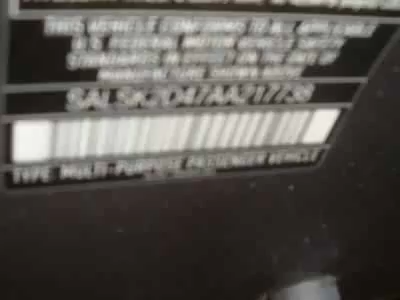 THIS VEHICLE CONFORMS TO ALL APPLICABLE
U.S. FEDERAL MOTOR VEHICLE SAFETY
STANDARDS IN EFFECT ON THE DATE OF
MANUFACTURE SHOWN ABOVE
SALSK2D47AA217738
TYPE: MULTI-PURPOSE PASSENGER VEHICLE